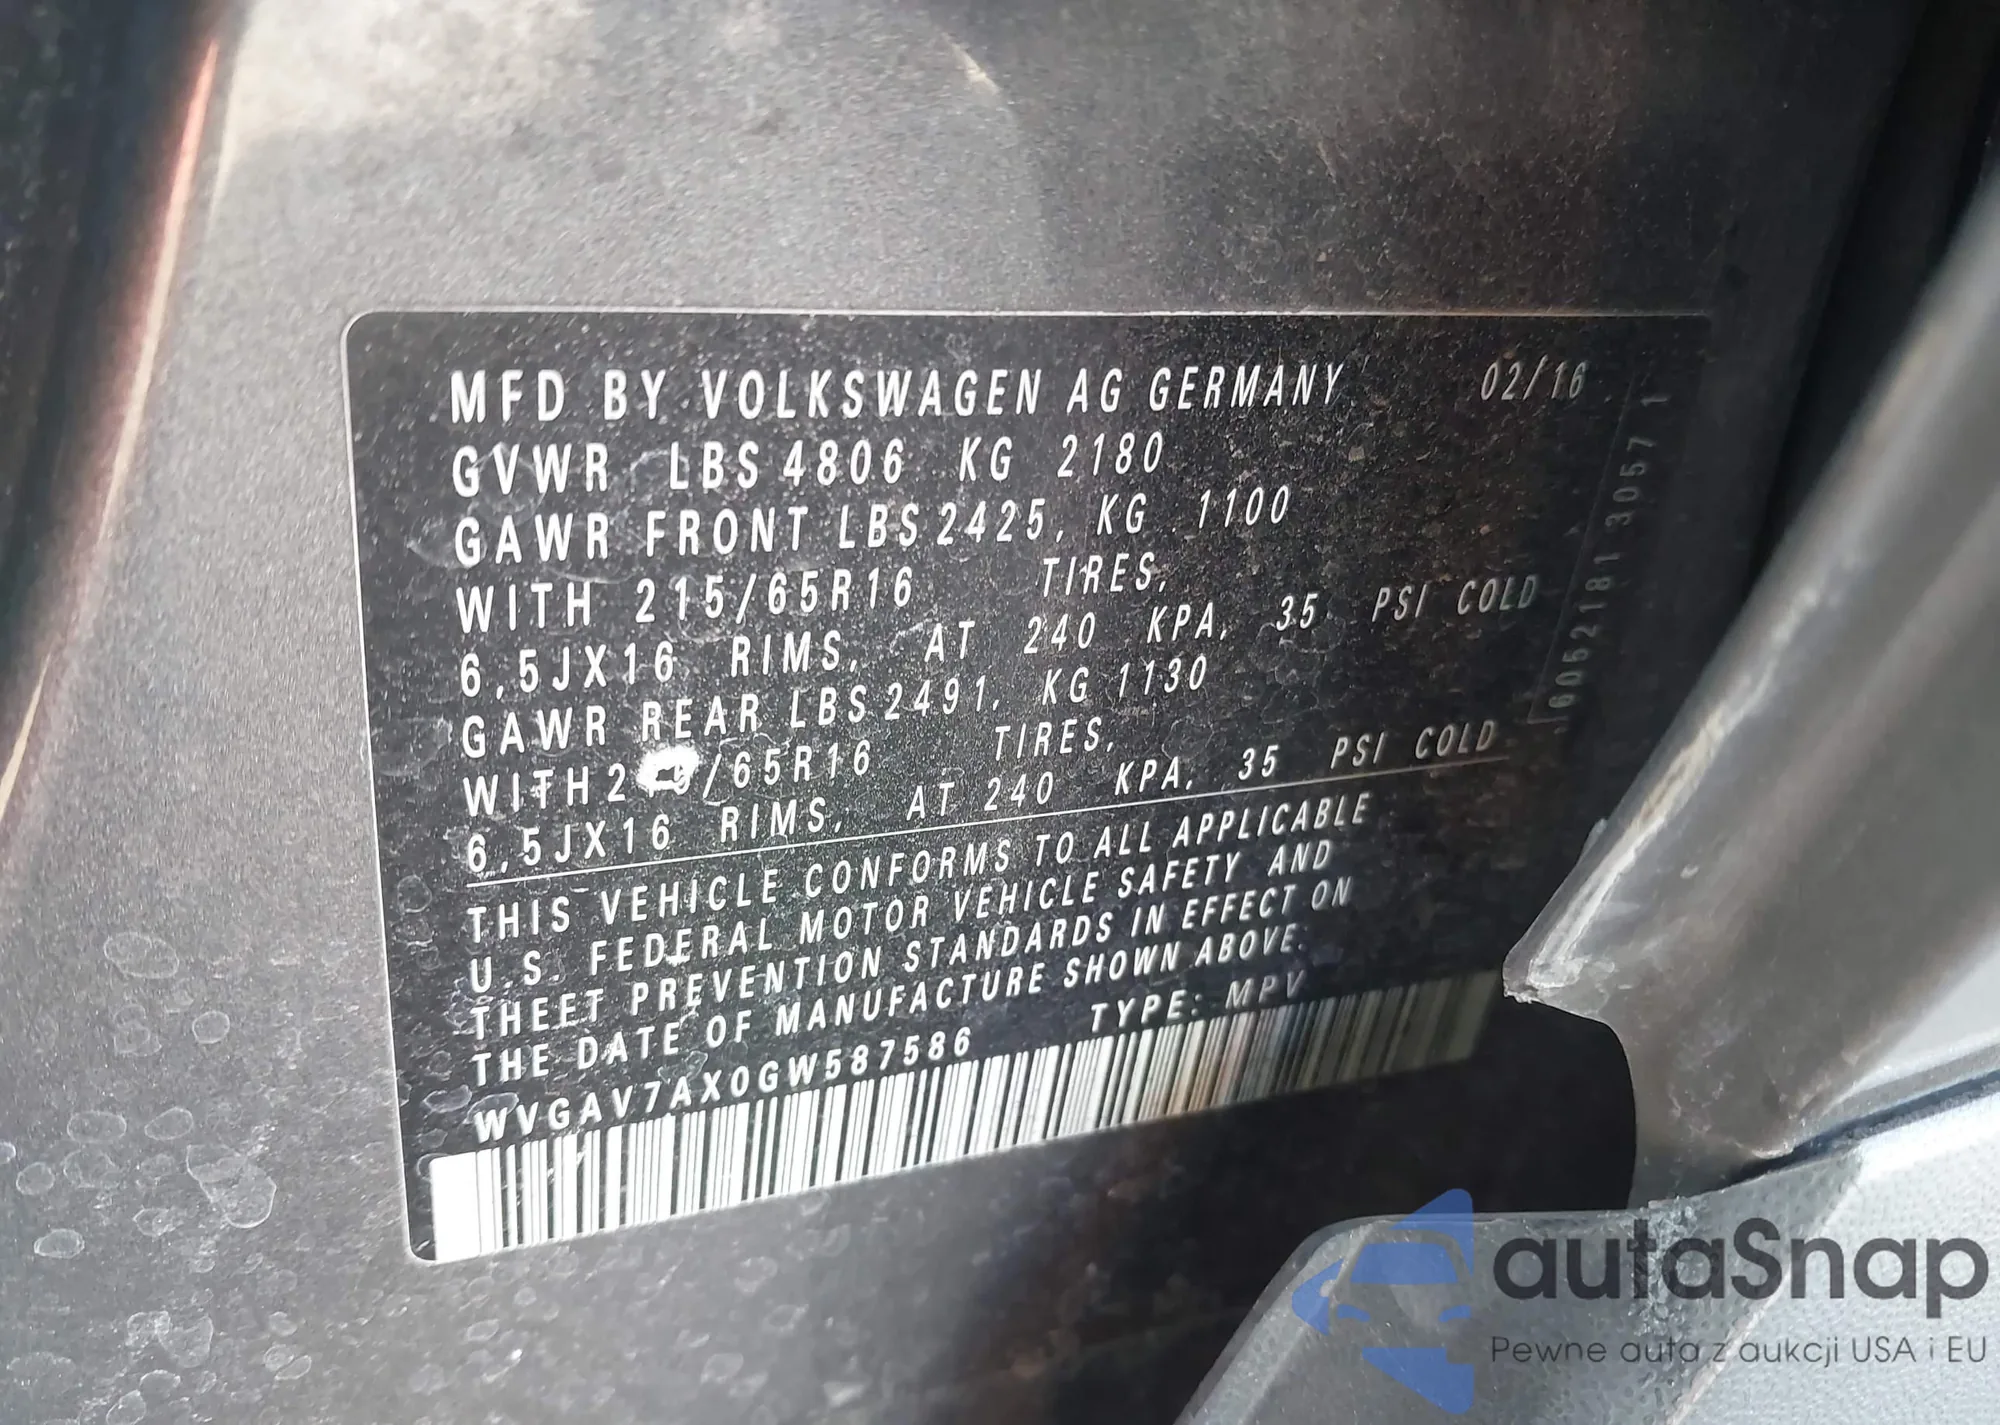 MFD BY VOLKSWAGEN AG GERMANY 02/16
GVWR LBS 4806 KG 2180
GAWR FRONT LBS 2425, KG 1100
WITH 215/65R16 TIRES,
6,5JX16 RIMS, AT 240 KPA, 35 PSI COLD
GAWR REAR LBS 2491, KG 1130
WITH /65R16 TIRES,
6,5JX16 RIMS, AT 240 KPA, 35 PSI COLD
THIS VEHICLE CONFORMS TO ALL APPLICABLE
U.S. FEDERAL MOTOR VEHICLE SAFETY AND
THEFT PREVENTION STANDARDS IN EFFECT ON
THE DATE OF MANUFACTURE SHOWN ABOVE.
WVGAV7AX0GW587586 TYPE: MPV
6052181 3057 1
autaSnap
Pewne auta z aukcji USA i EU